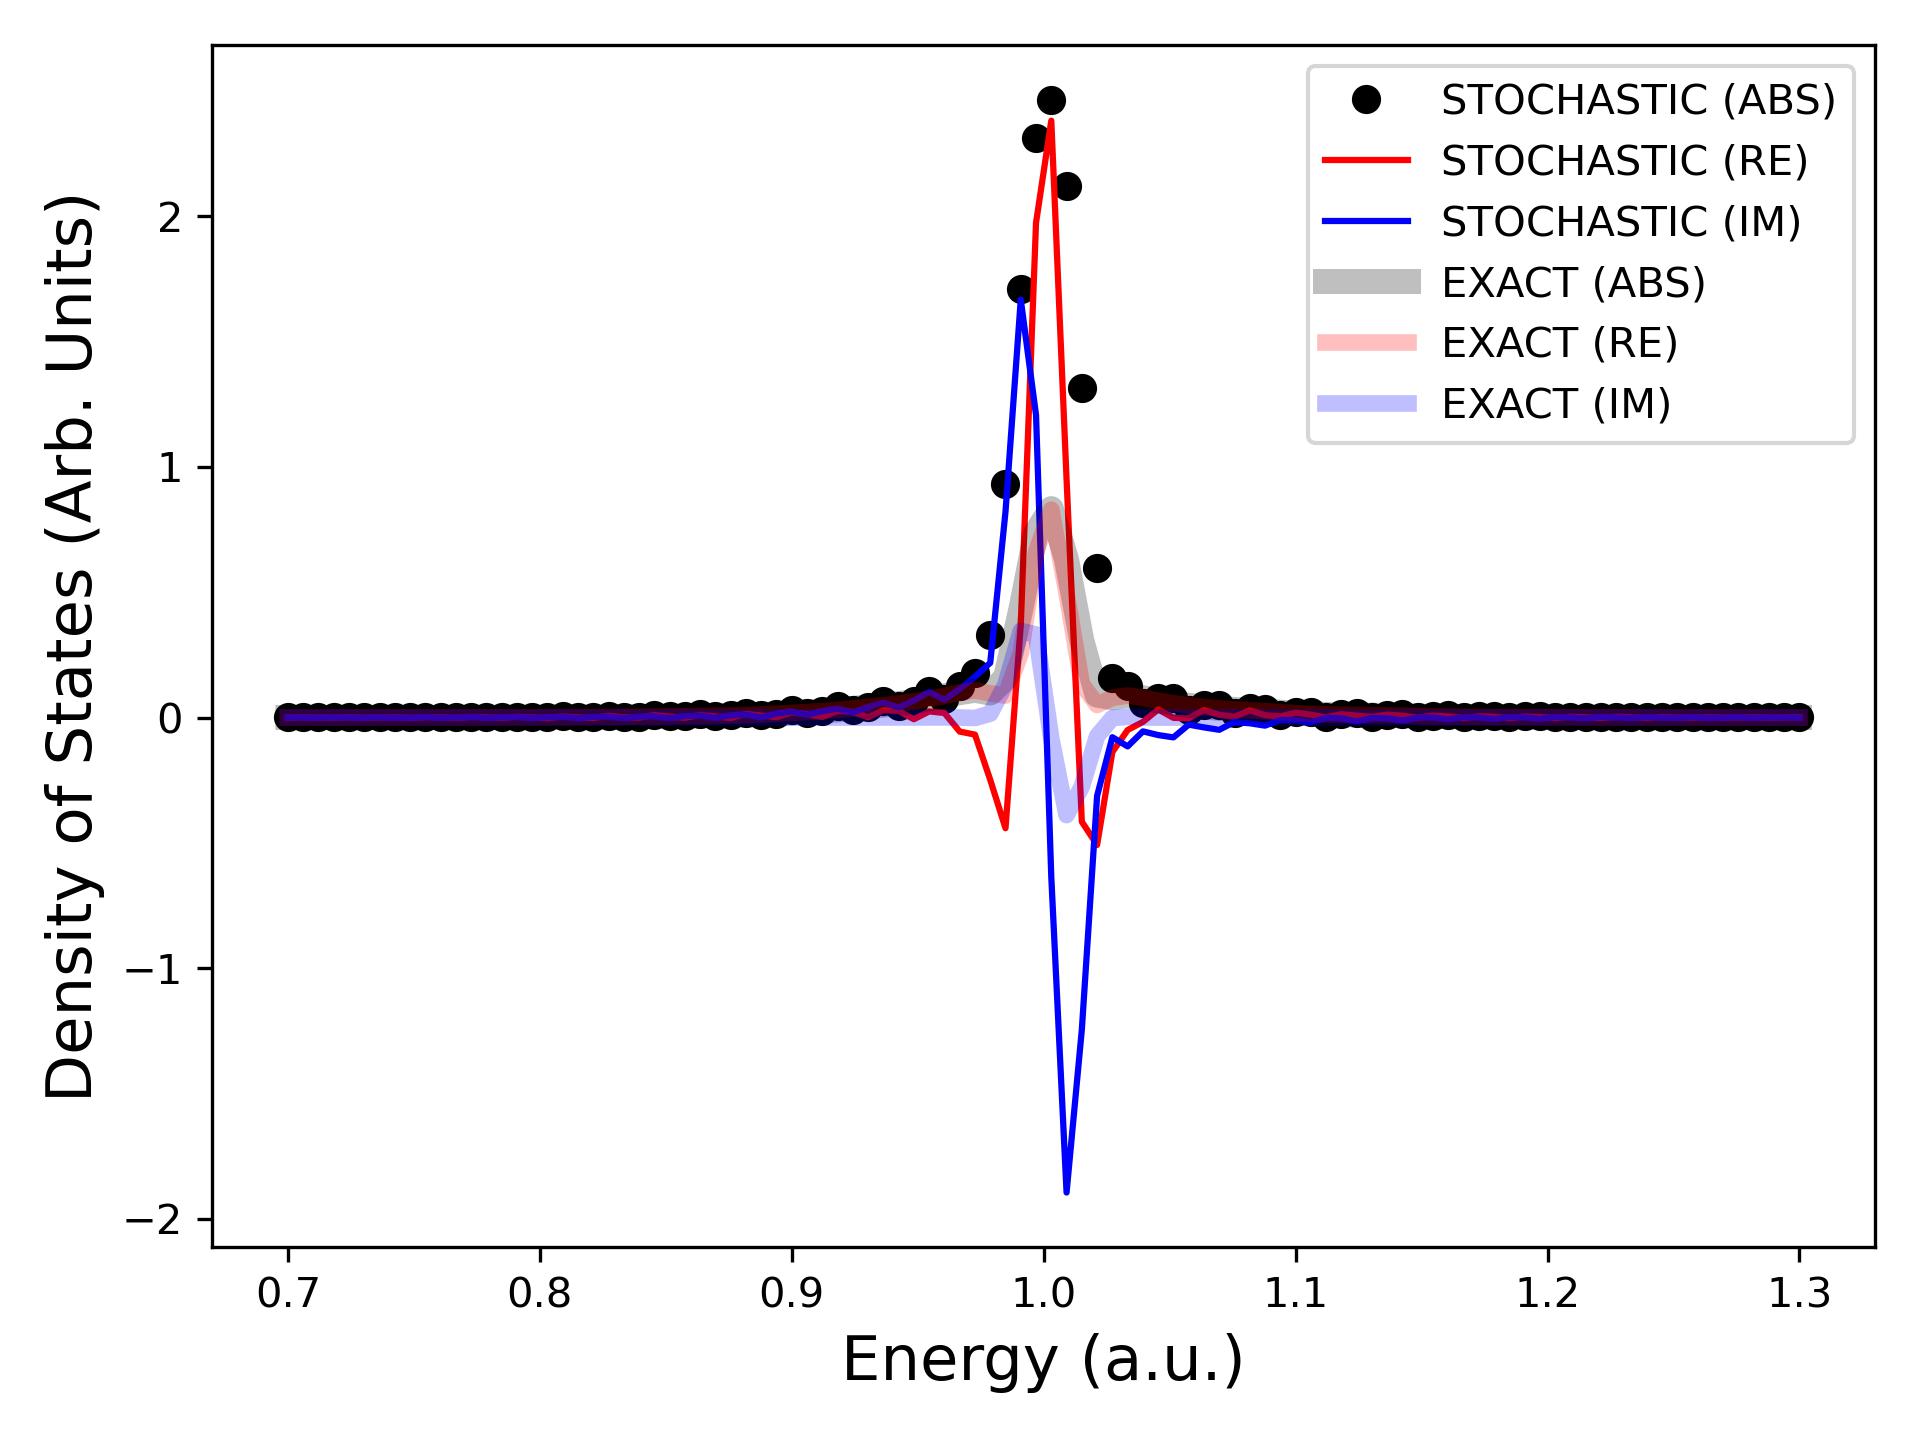 STOCHASTIC (ABS)
STOCHASTIC (RE)
STOCHASTIC (IM)
EXACT (ABS)
EXACT (RE)
EXACT (IM)
Density of States (Arb. Units)
2
1
0
−1
−2
0.7 0.8 0.9 1.0 1.1 1.2 1.3
Energy (a.u.)